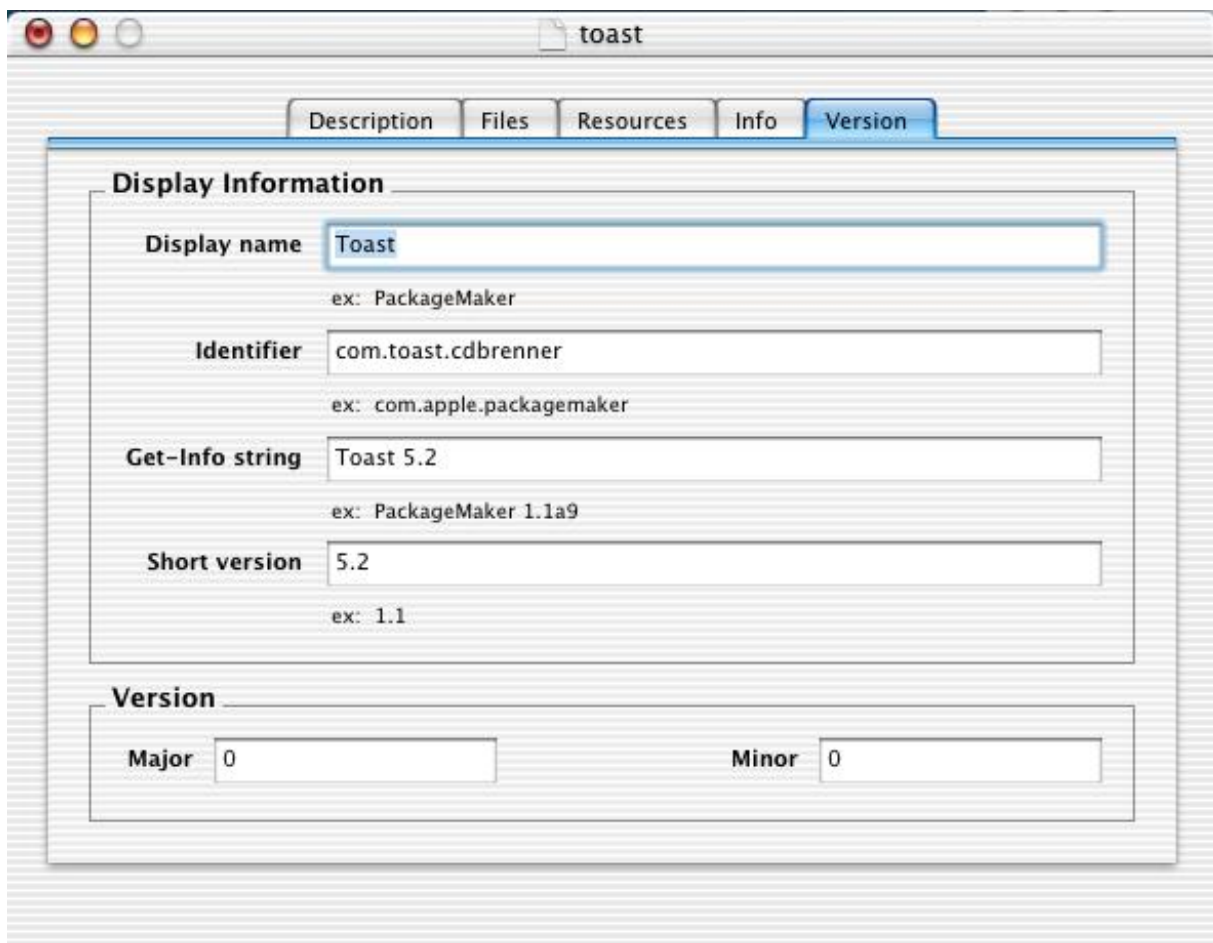 toast
Description Files Resources Info Version
Display Information
Display name Toast
ex: PackageMaker
Identifier com.toast.cdbrenner
ex: com.apple.packagemaker
Get-Info string Toast 5.2
ex: PackageMaker 1.1a9
Short version 5.2
ex: 1.1
Version
Major 0 Minor 0